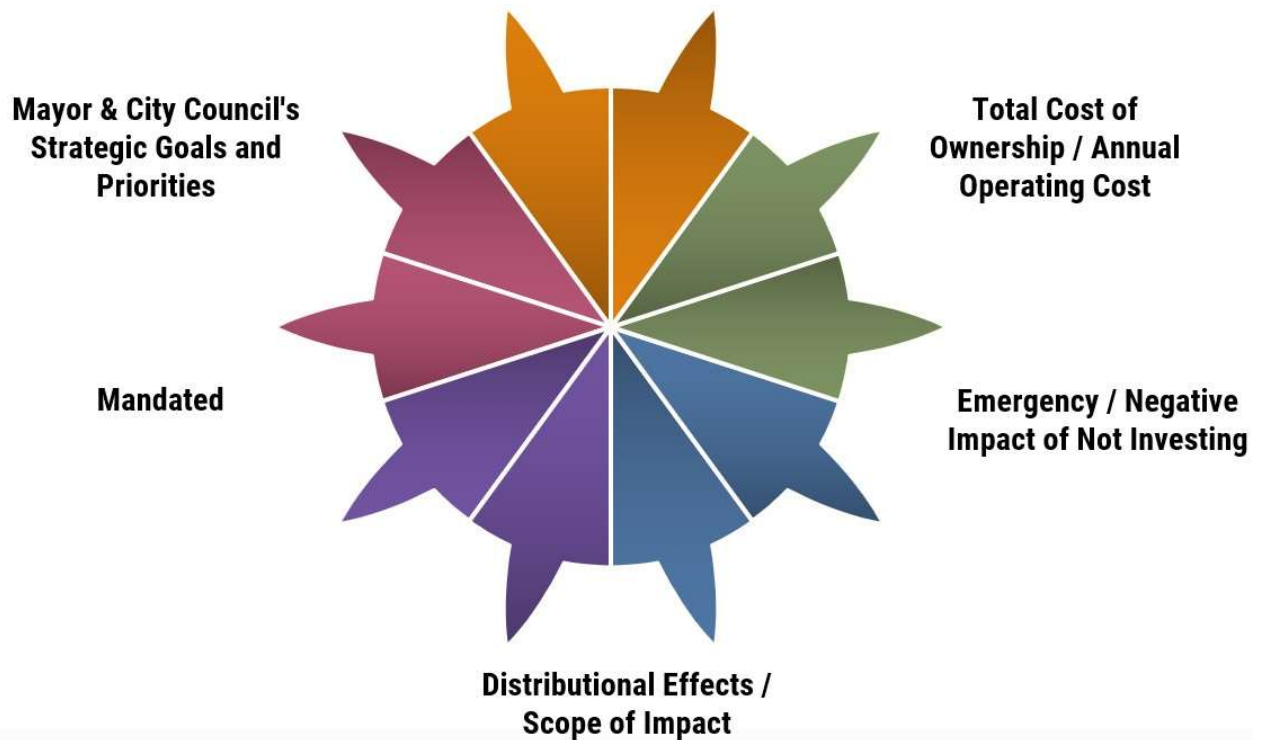 Mayor & City Council's
Strategic Goals and
Priorities
Total Cost of
Ownership / Annual
Operating Cost
Mandated
Emergency / Negative
Impact of Not Investing
Distributional Effects /
Scope of Impact